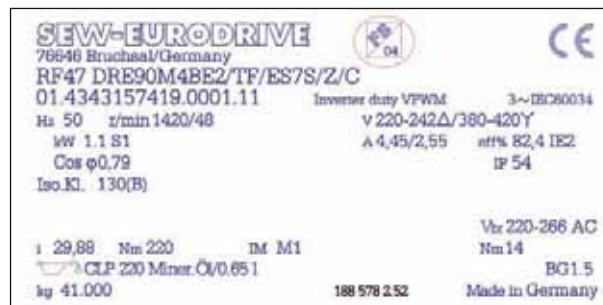 SEW-EURODRIVE
FS 04
CE
76646 Bruchsal/Germany
RF47 DRE90M4BE2/TF/ES7S/Z/C
01.4343157419.0001.11 Inverter duty VPWM 3~IEC60034
Hz 50 r/min 1420/48 V 220-242Δ/380-420Y
kW 1.1 S1 A 4,45/2,55 eff% 82,4 IE2
Cos φ0,79 IP 54
Iso.Kl. 130(B)
Vbr 220-266 AC
i 29,88 Nm 220 IM M1 Nm 14
CLP 220 Miner.Öl/0.65 l BG1.5
kg 41.000 188 578 2.52 Made in Germany